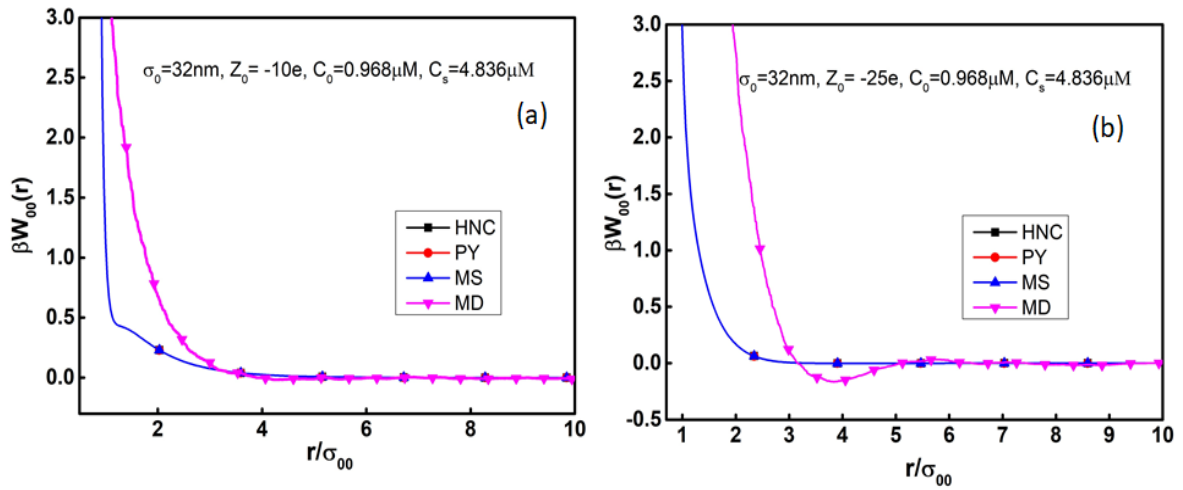 3.0
2.5
2.0
1.5
1.0
0.5
0.0
βW₀₀(r)
σ₀=32nm, Z₀= -10e, C₀=0.968μM, Cₛ=4.836μM
(a)
HNC
PY
MS
MD
2 4 6 8 10
r/σ₀₀
3.0
2.5
2.0
1.5
1.0
0.5
0.0
-0.5
βW₀₀(r)
σ₀=32nm, Z₀= -25e, C₀=0.968μM, Cₛ=4.836μM
(b)
HNC
PY
MS
MD
1 2 3 4 5 6 7 8 9 10
r/σ₀₀